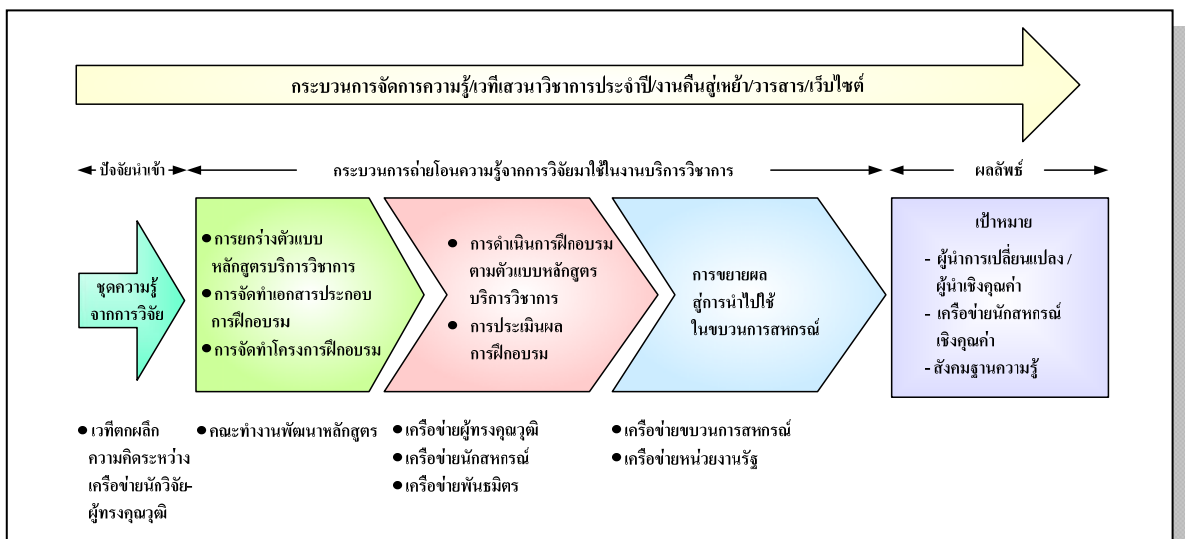 กระบวนการจัดการความรู้/เวทีเสวนาวิชาการประจำปี/งานคืนสู่เหย้า/วารสาร/เว็บไซต์
ปัจจัยนำเข้า
กระบวนการถ่ายโอนความรู้จากการวิจัยมาใช้ในงานบริการวิชาการ
ผลลัพธ์
ชุดความรู้
จากการวิจัย
● การยกร่างตัวแบบ
หลักสูตรบริการวิชาการ
● การจัดทำเอกสารประกอบ
การฝึกอบรม
● การจัดทำโครงการฝึกอบรม
● การดำเนินการฝึกอบรม
ตามตัวแบบหลักสูตร
บริการวิชาการ
● การประเมินผล
การฝึกอบรม
การขยายผล
สู่การนำไปใช้
ในขบวนการสหกรณ์
เป้าหมาย
- ผู้นำการเปลี่ยนแปลง /
ผู้นำเชิงคุณค่า
- เครือข่ายนักสหกรณ์
เชิงคุณค่า
- สังคมฐานความรู้
● เวทีตกผลึก
ความคิดระหว่าง
เครือข่ายนักวิจัย-
ผู้ทรงคุณวุฒิ
● คณะทำงานพัฒนาหลักสูตร
● เครือข่ายผู้ทรงคุณวุฒิ
● เครือข่ายนักสหกรณ์
● เครือข่ายพันธมิตร
● เครือข่ายขบวนการสหกรณ์
● เครือข่ายหน่วยงานรัฐ